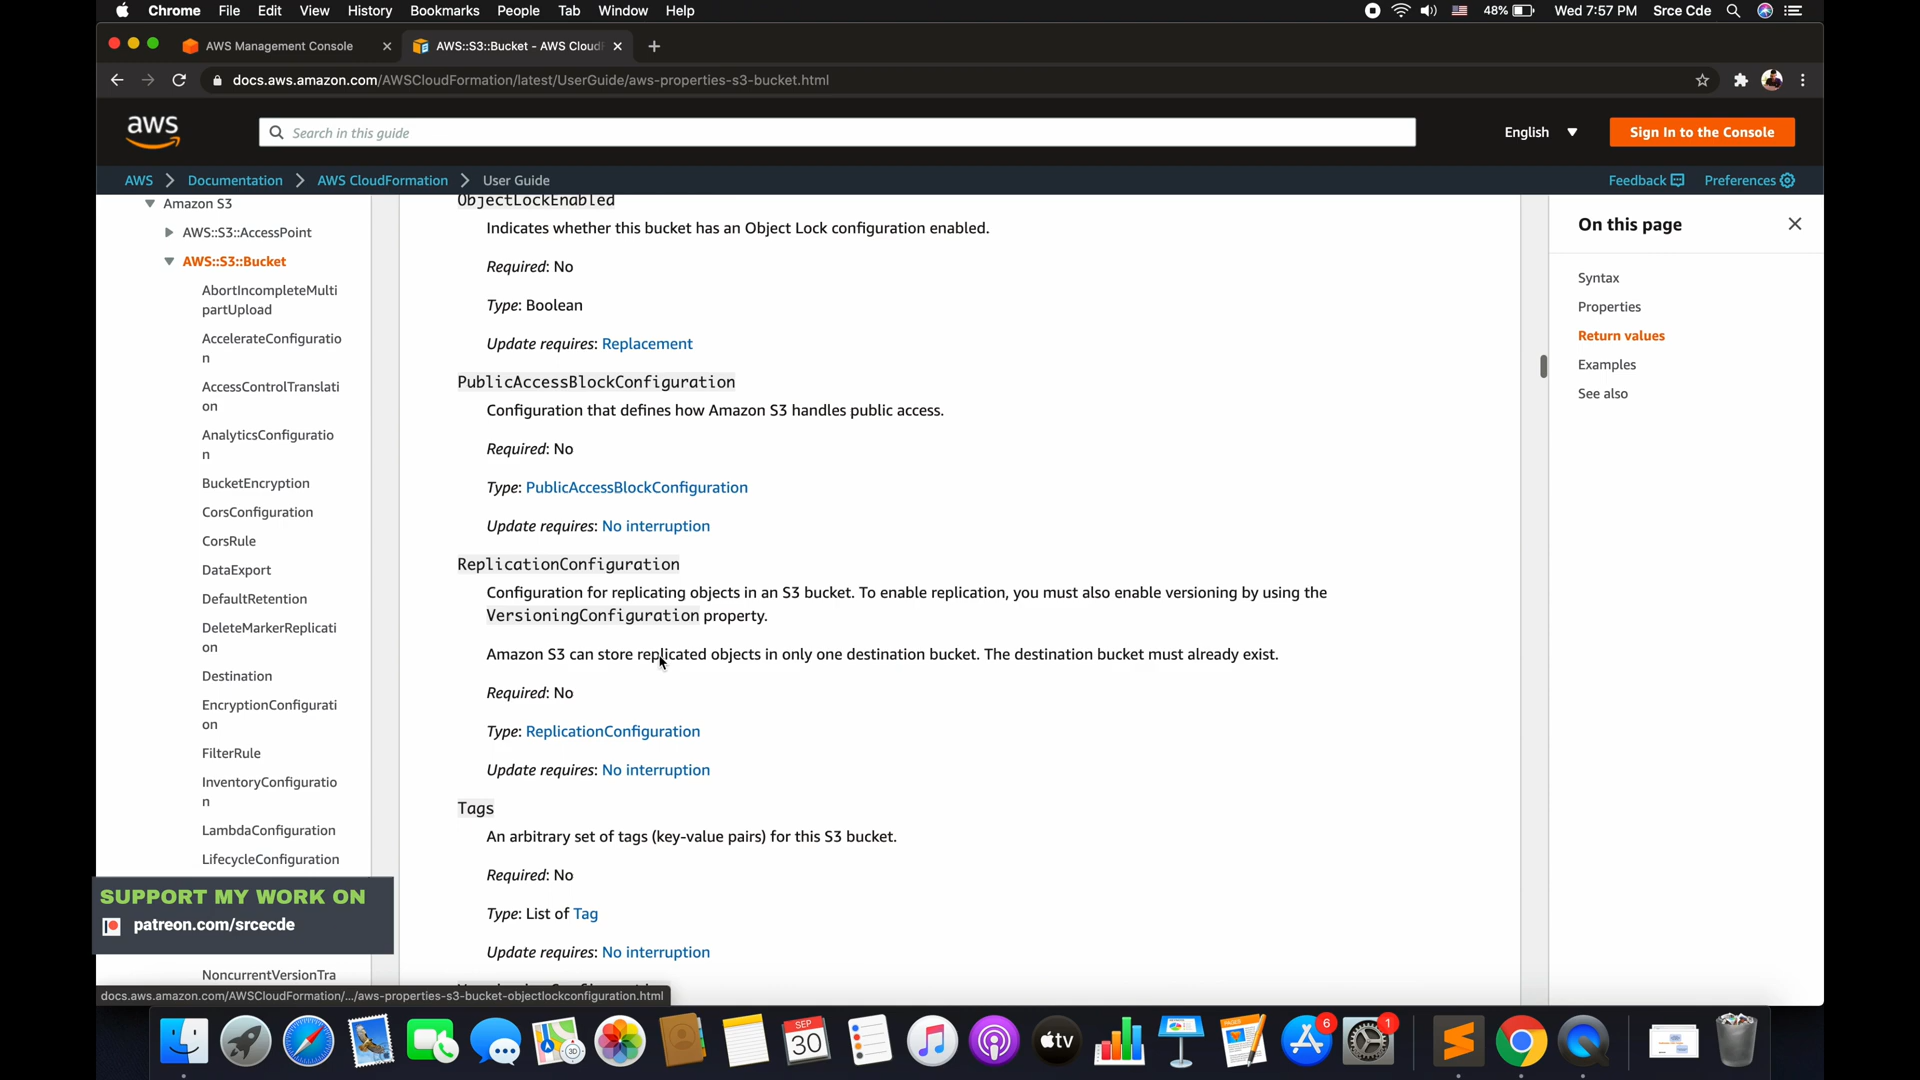 Chrome File Edit View History Bookmarks People Tab Window Help 48% Wed 7:57 PM Srce Cde
AWS Management Console AWS::S3::Bucket - AWS CloudF
docs.aws.amazon.com/AWSCloudFormation/latest/UserGuide/aws-properties-s3-bucket.html
aws Search in this guide English Sign In to the Console
AWS Documentation AWS CloudFormation User Guide Feedback Preferences
Amazon S3
AWS::S3::AccessPoint
AWS::S3::Bucket
AbortIncompleteMulti
partUpload
AccelerateConfiguratio
n
AccessControlTranslati
on
AnalyticsConfiguratio
n
BucketEncryption
CorsConfiguration
CorsRule
DataExport
DefaultRetention
DeleteMarkerReplicati
on
Destination
EncryptionConfigurati
on
FilterRule
InventoryConfiguratio
n
LambdaConfiguration
LifecycleConfiguration
NoncurrentVersionTra
ObjectLockEnabled
Indicates whether this bucket has an Object Lock configuration enabled.
Required: No
Type: Boolean
Update requires: Replacement
PublicAccessBlockConfiguration
Configuration that defines how Amazon S3 handles public access.
Required: No
Type: PublicAccessBlockConfiguration
Update requires: No interruption
ReplicationConfiguration
Configuration for replicating objects in an S3 bucket. To enable replication, you must also enable versioning by using the
VersioningConfiguration property.
Amazon S3 can store replicated objects in only one destination bucket. The destination bucket must already exist.
Required: No
Type: ReplicationConfiguration
Update requires: No interruption
Tags
An arbitrary set of tags (key-value pairs) for this S3 bucket.
Required: No
Type: List of Tag
Update requires: No interruption
On this page
Syntax
Properties
Return values
Examples
See also
SUPPORT MY WORK ON
patreon.com/srcecde
docs.aws.amazon.com/AWSCloudFormation/.../aws-properties-s3-bucket-objectlockconfiguration.html
3D
SEP
30
tv
PAGES
6
1